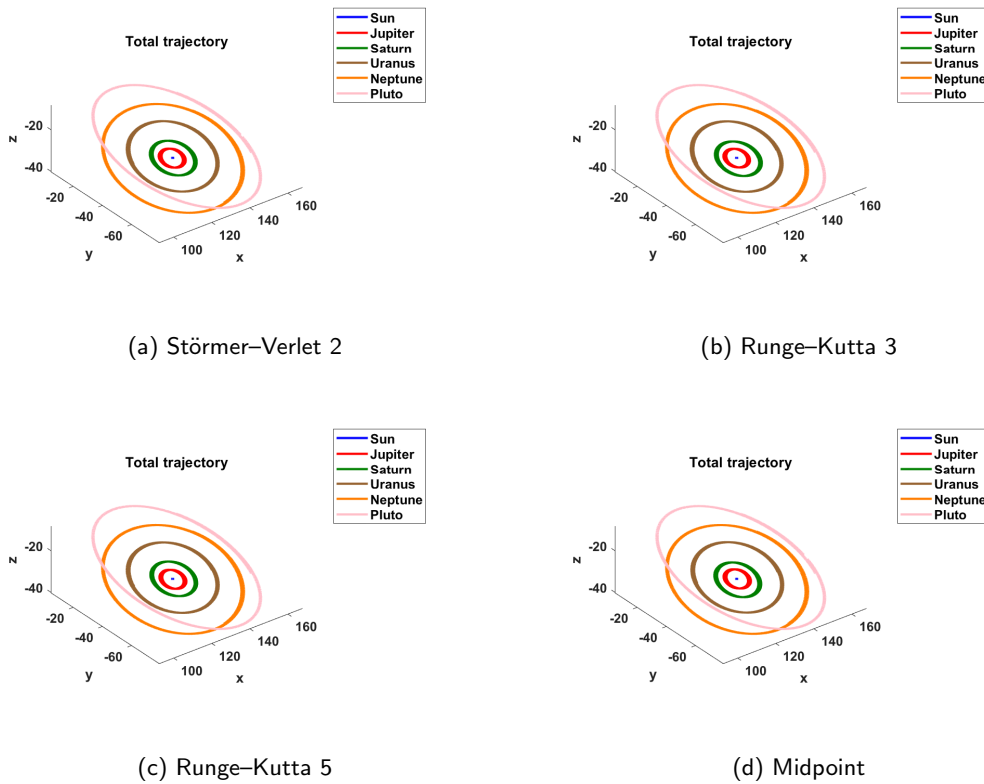 Total trajectory
Sun
Jupiter
Saturn
Uranus
Neptune
Pluto
z
-20
-40
-20
-40
-60
y
100
120
140
160
x
(a) Störmer–Verlet 2
Total trajectory
Sun
Jupiter
Saturn
Uranus
Neptune
Pluto
z
-20
-40
-20
-40
-60
y
100
120
140
160
x
(b) Runge–Kutta 3
Total trajectory
Sun
Jupiter
Saturn
Uranus
Neptune
Pluto
z
-20
-40
-20
-40
-60
y
100
120
140
160
x
(c) Runge–Kutta 5
Total trajectory
Sun
Jupiter
Saturn
Uranus
Neptune
Pluto
z
-20
-40
-20
-40
-60
y
100
120
140
160
x
(d) Midpoint